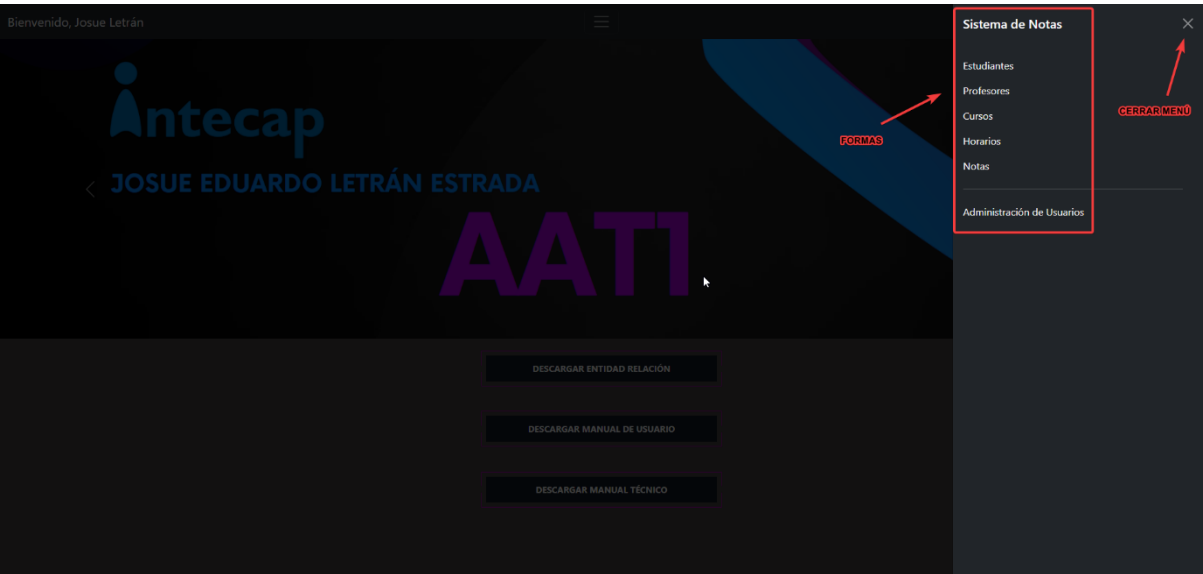 Bienvenido, Josue Letrán
Sistema de Notas
Estudiantes
Profesores
Cursos
Horarios
Notas
Administración de Usuarios
CERRAR MENÚ
FORMAS
intecap
JOSUE EDUARDO LETRÁN ESTRADA
AATI
DESCARGAR ENTIDAD RELACIÓN
DESCARGAR MANUAL DE USUARIO
DESCARGAR MANUAL TÉCNICO